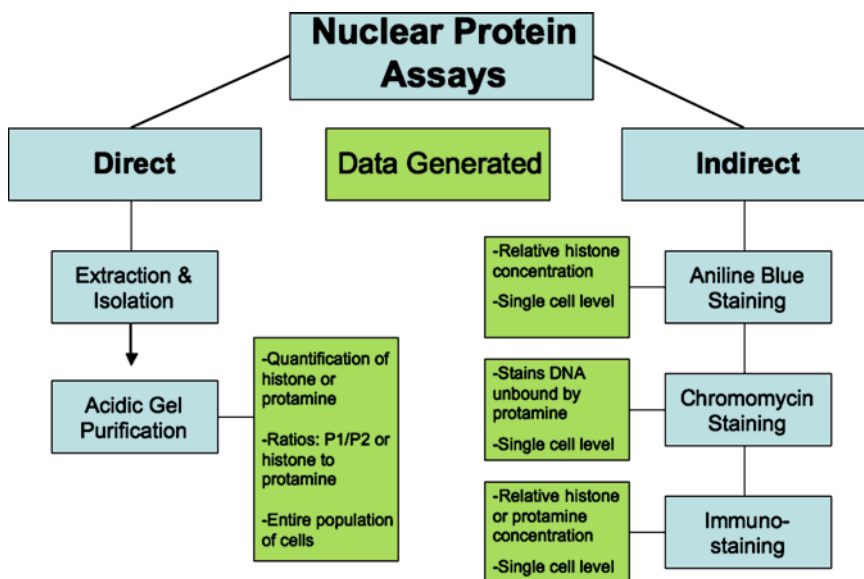 Nuclear Protein
Assays
Direct
Data Generated
Indirect
Extraction &
Isolation
Acidic Gel
Purification
-Quantification of
histone or
protamine
-Ratios: P1/P2 or
histone to
protamine
-Entire population
of cells
-Relative histone
concentration
-Single cell level
Aniline Blue
Staining
-Stains DNA
unbound by
protamine
-Single cell level
Chromomycin
Staining
-Relative histone
or protamine
concentration
-Single cell level
Immuno-
staining